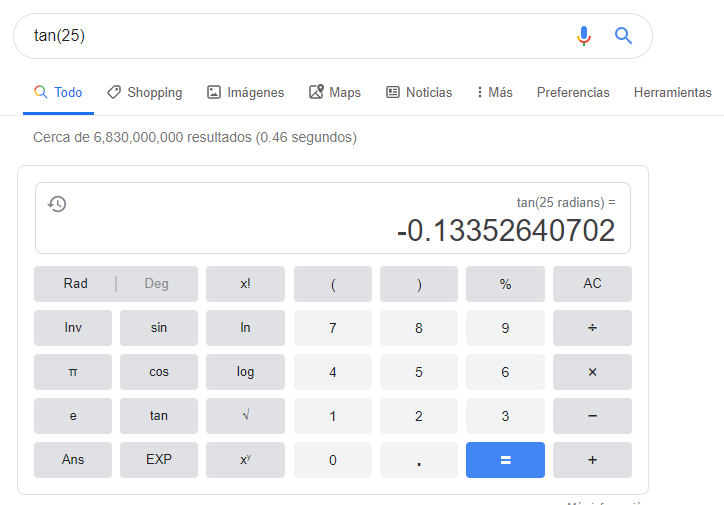 tan(25)
Todo Shopping Imágenes Maps Noticias Más Preferencias Herramientas
Cerca de 6,830,000,000 resultados (0.46 segundos)
tan(25 radians) =
-0.13352640702
Rad | Deg x! ( ) % AC
Inv sin ln 7 8 9 ÷
π cos log 4 5 6 ×
e tan √ 1 2 3 −
Ans EXP xʸ 0 . = +